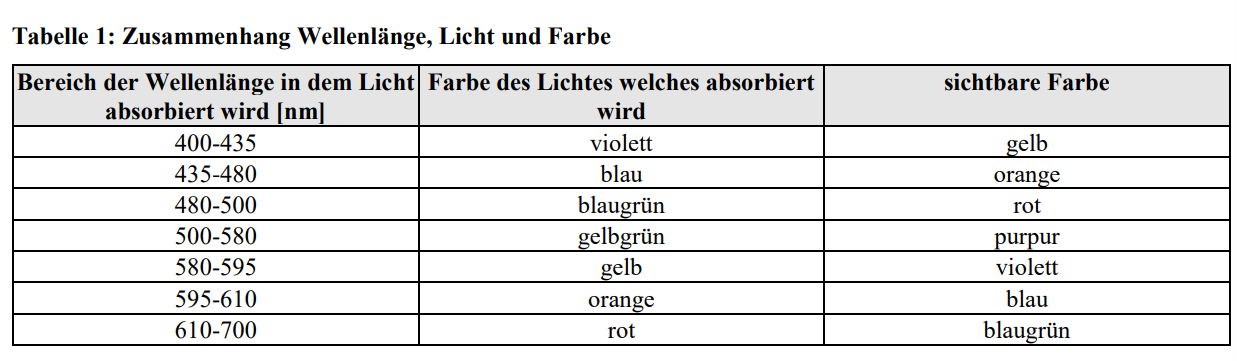 Tabelle 1: Zusammenhang Wellenlänge, Licht und Farbe
Bereich der Wellenlänge in dem Licht absorbiert wird [nm] Farbe des Lichtes welches absorbiert wird sichtbare Farbe
400-435 violett gelb
435-480 blau orange
480-500 blaugrün rot
500-580 gelbgrün purpur
580-595 gelb violett
595-610 orange blau
610-700 rot blaugrün